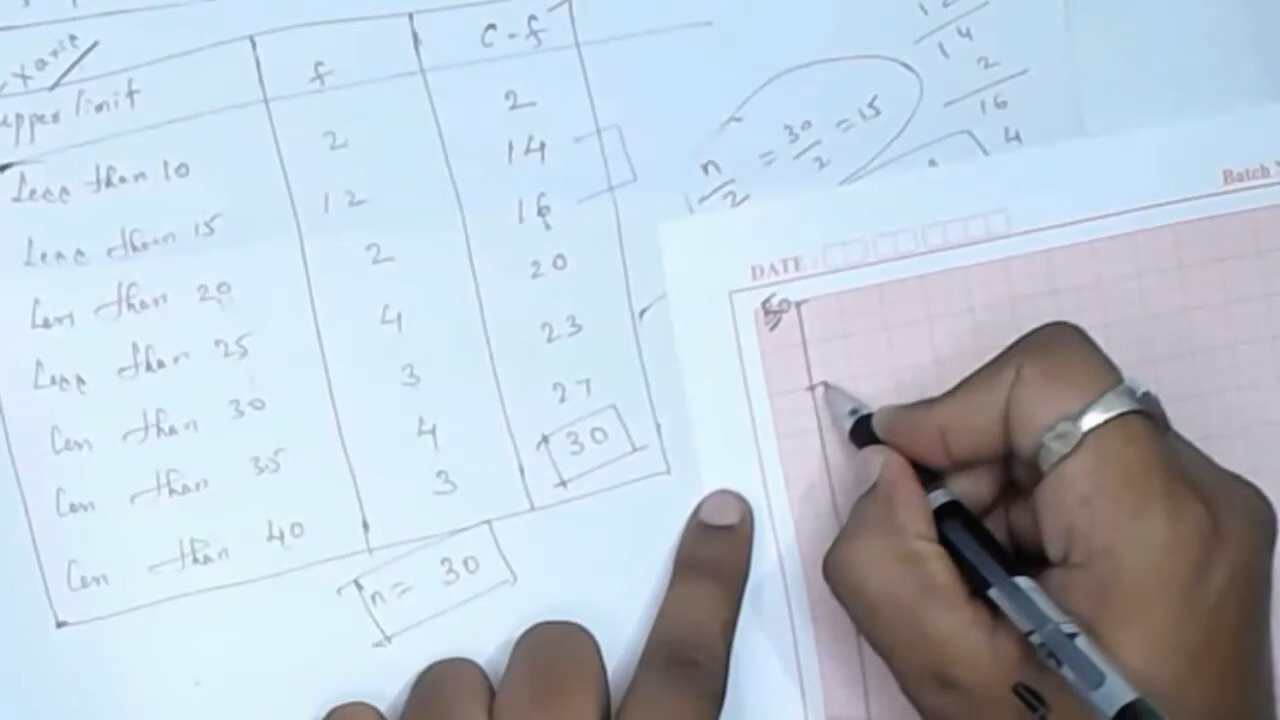 upper limit f C-f
Less than 10 2 2
Less than 15 12 14
Less than 20 2 16
Less than 25 4 20
Less than 30 3 23
Less than 35 4 27
Less than 40 3 30
n = 30
n/2 = 30/2 = 15
14
2
16
4
Batch
DATE :